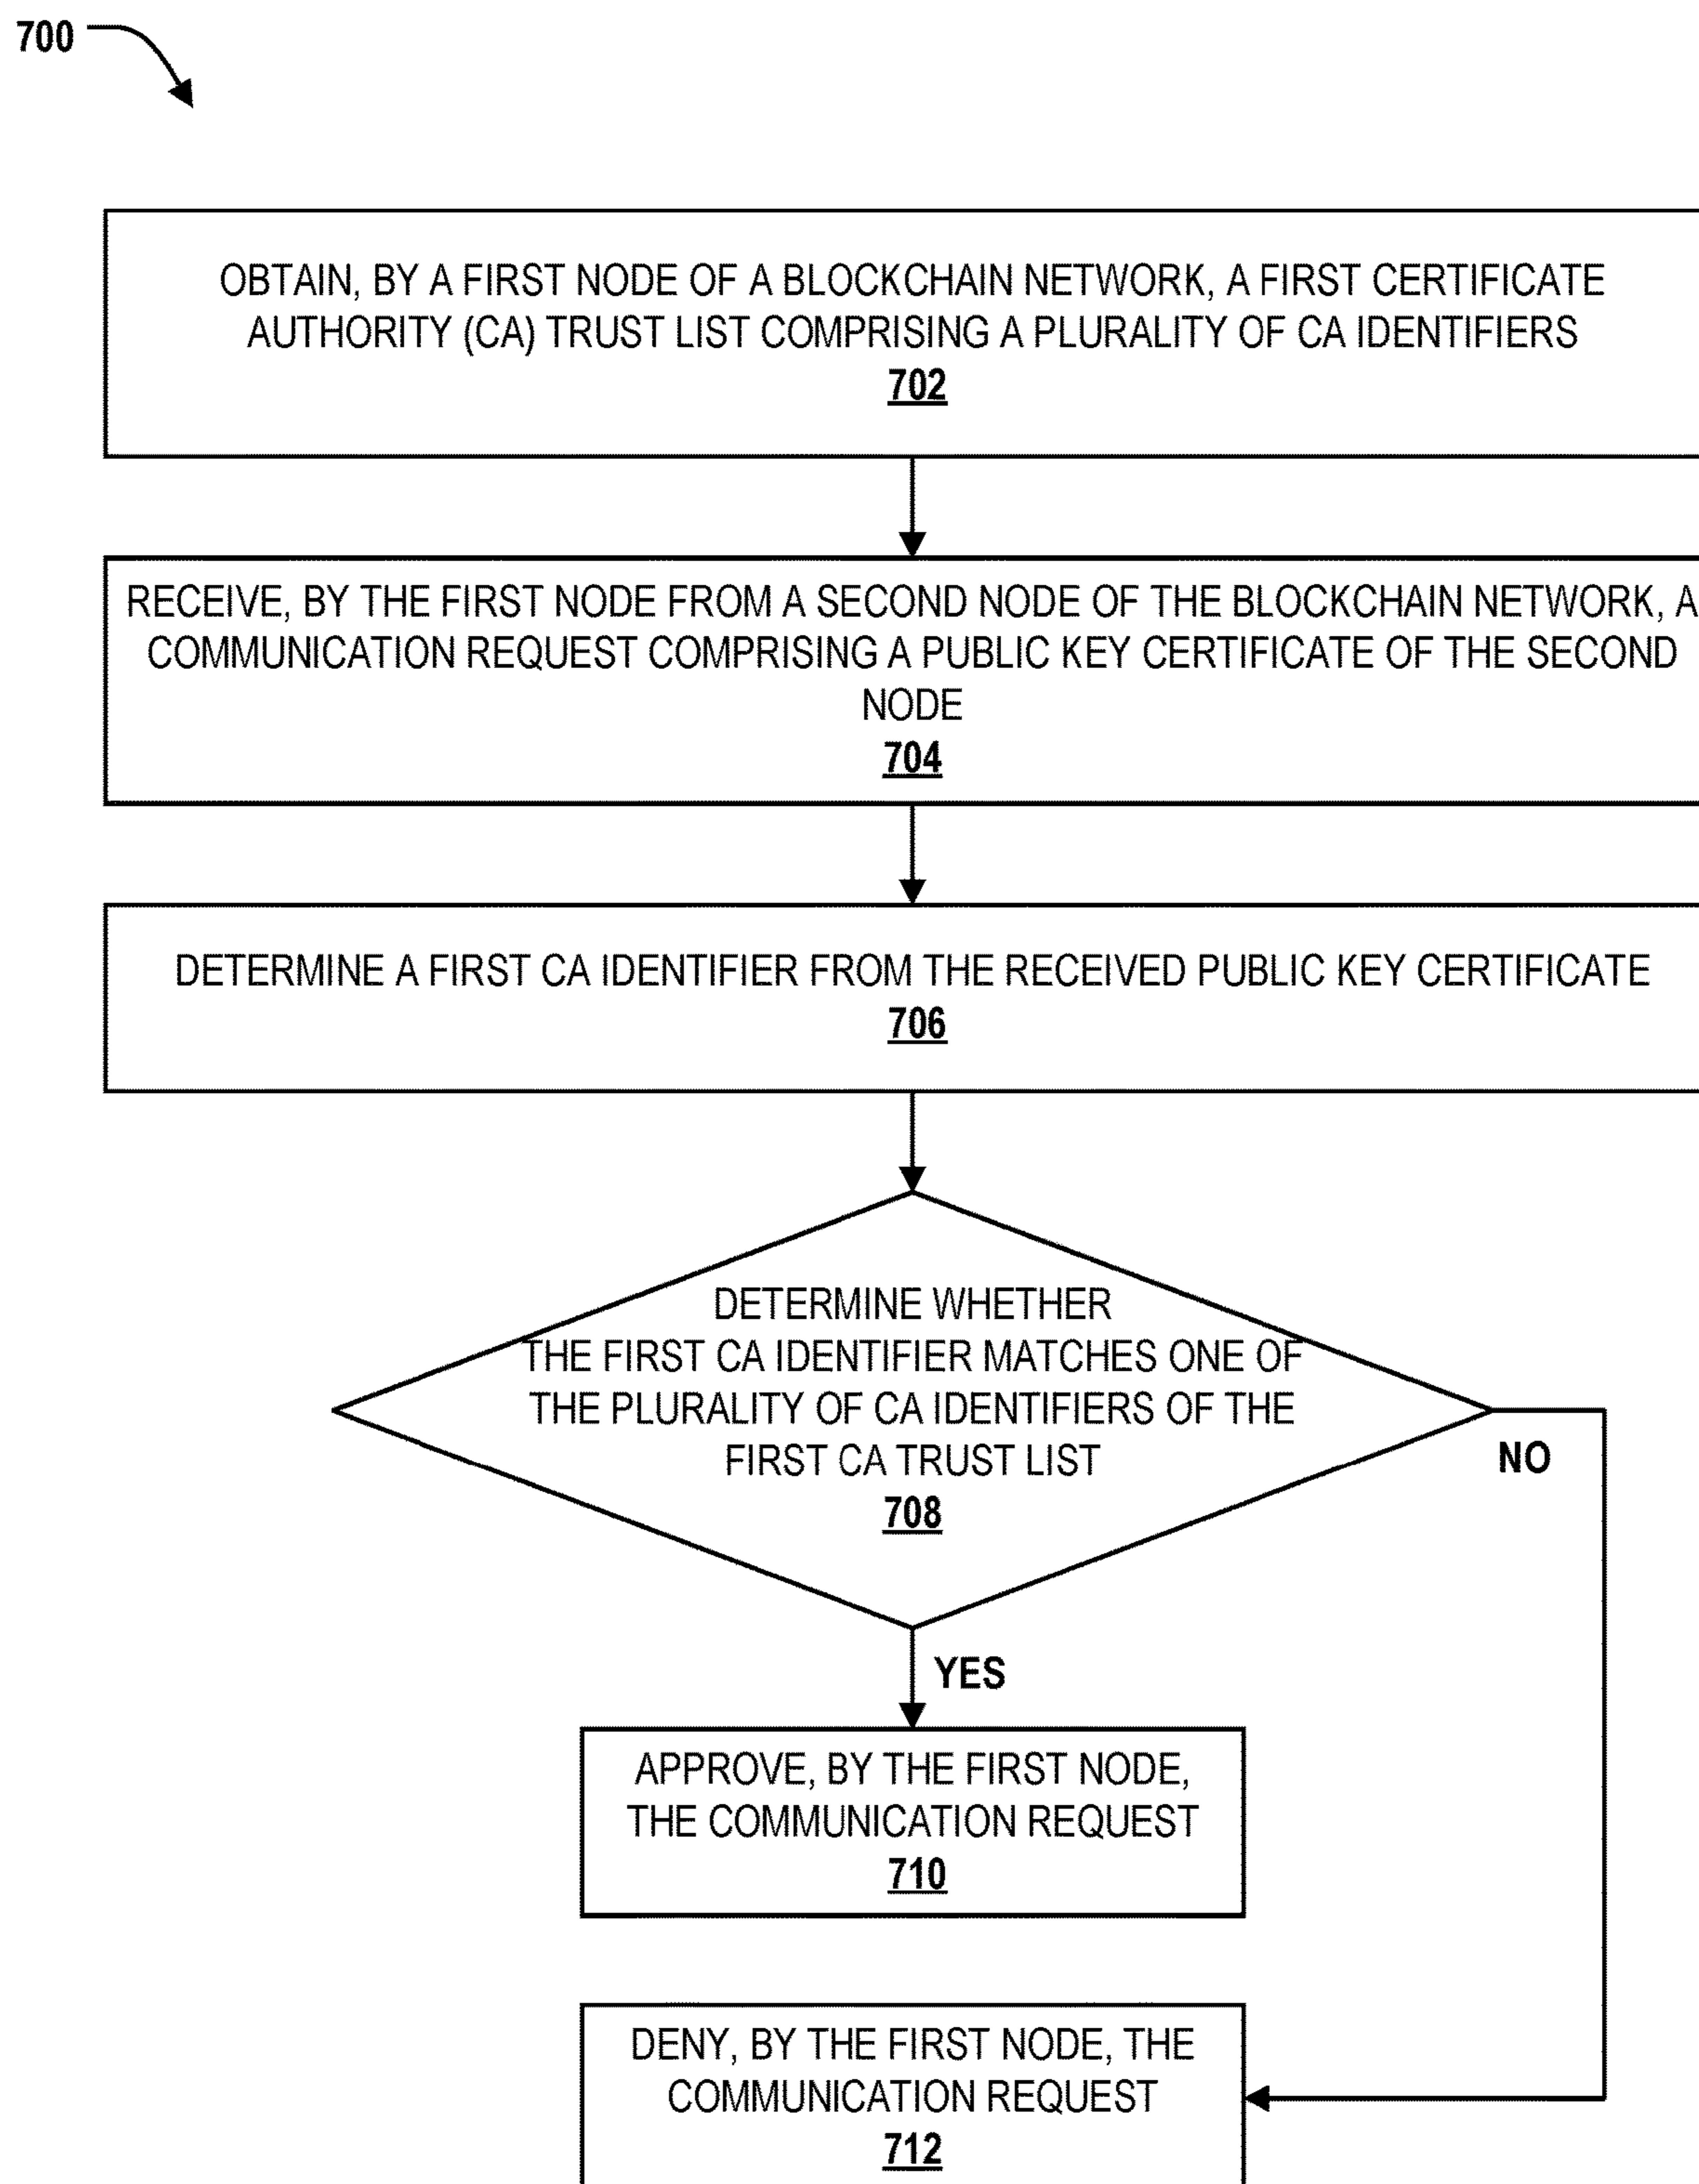 700
OBTAIN, BY A FIRST NODE OF A BLOCKCHAIN NETWORK, A FIRST CERTIFICATE
AUTHORITY (CA) TRUST LIST COMPRISING A PLURALITY OF CA IDENTIFIERS
702
RECEIVE, BY THE FIRST NODE FROM A SECOND NODE OF THE BLOCKCHAIN NETWORK, A
COMMUNICATION REQUEST COMPRISING A PUBLIC KEY CERTIFICATE OF THE SECOND
NODE
704
DETERMINE A FIRST CA IDENTIFIER FROM THE RECEIVED PUBLIC KEY CERTIFICATE
706
DETERMINE WHETHER
THE FIRST CA IDENTIFIER MATCHES ONE OF
THE PLURALITY OF CA IDENTIFIERS OF THE
FIRST CA TRUST LIST
708
NO
YES
APPROVE, BY THE FIRST NODE,
THE COMMUNICATION REQUEST
710
DENY, BY THE FIRST NODE, THE
COMMUNICATION REQUEST
712